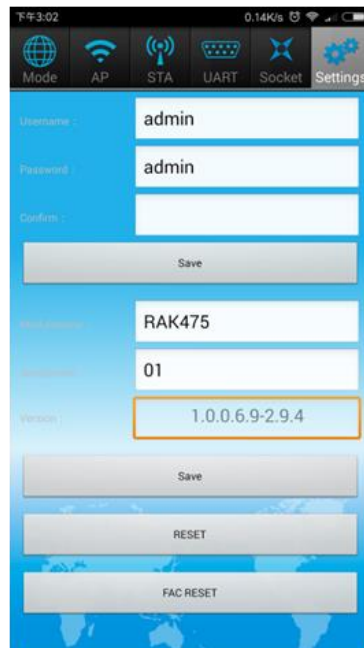 下午3:02 0.14K/s
Mode AP STA UART Socket Settings
Username : admin
Password : admin
Confirm :
Save
RAK475
01
Version : 1.0.0.6.9-2.9.4
Save
RESET
FAC RESET